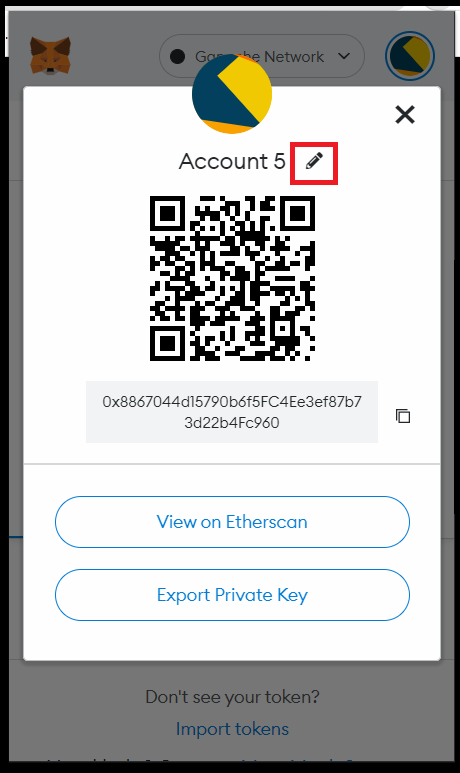 Ganache Network
Account 5
0x8867044d15790b6f5FC4Ee3ef87b7
3d22b4Fc960
View on Etherscan
Export Private Key
Don't see your token?
Import tokens